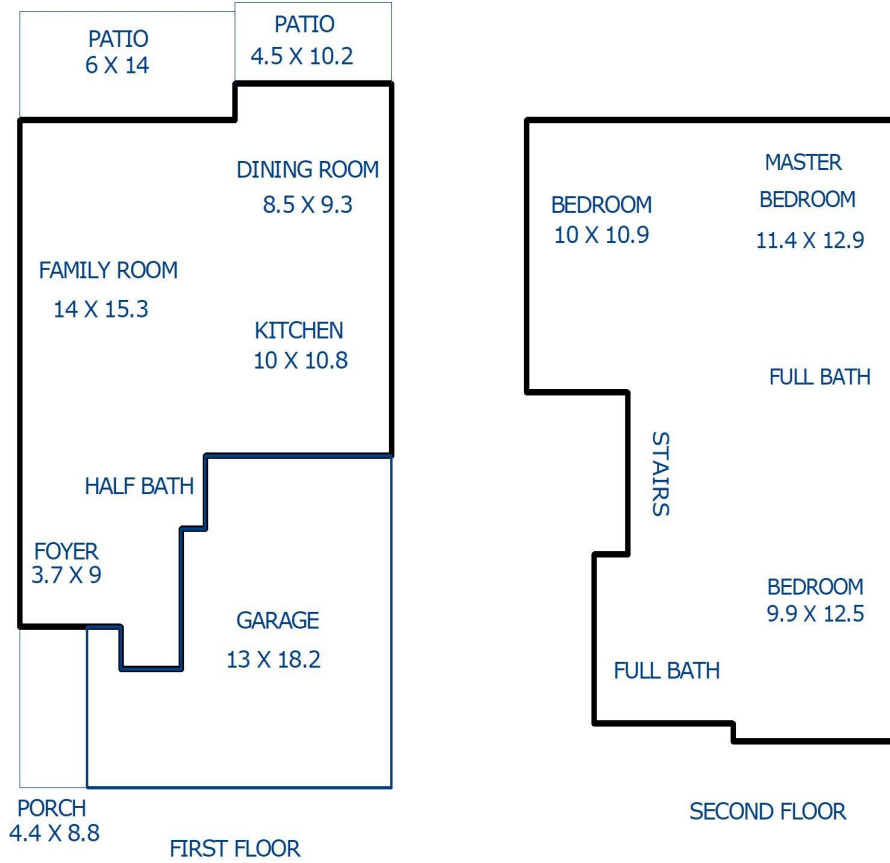 PATIO
6 X 14
PATIO
4.5 X 10.2
DINING ROOM
8.5 X 9.3
FAMILY ROOM
14 X 15.3
KITCHEN
10 X 10.8
HALF BATH
FOYER
3.7 X 9
GARAGE
13 X 18.2
PORCH
4.4 X 8.8
FIRST FLOOR
BEDROOM
10 X 10.9
MASTER
BEDROOM
11.4 X 12.9
FULL BATH
STAIRS
BEDROOM
9.9 X 12.5
FULL BATH
SECOND FLOOR